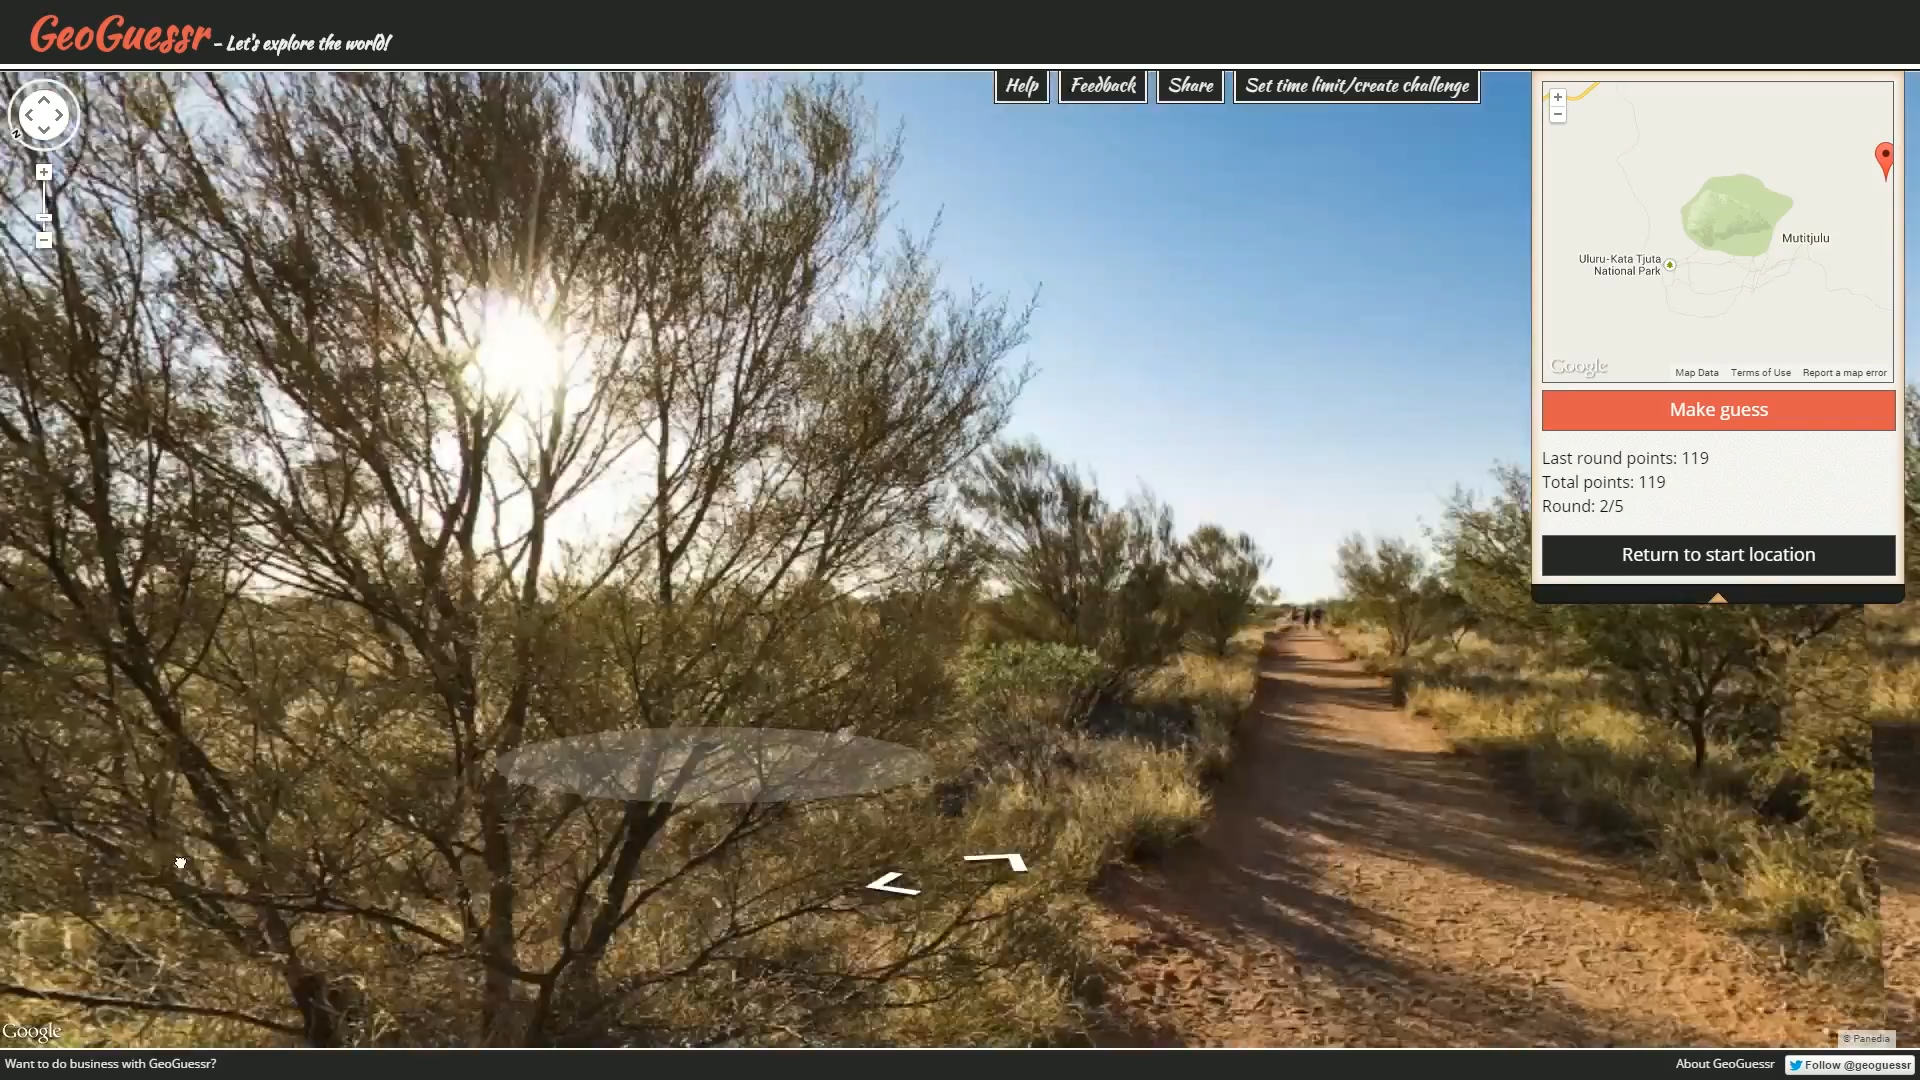 GeoGuessr - Let's explore the world!
Help
Feedback
Share
Set time limit/create challenge
N
+
−
+
−
Mutitjulu
Uluru-Kata Tjuta
National Park
Google
Map Data
Terms of Use
Report a map error
Make guess
Last round points: 119
Total points: 119
Round: 2/5
Return to start location
Google
© Panedia
Want to do business with GeoGuessr?
About GeoGuessr
Follow @geoguessr